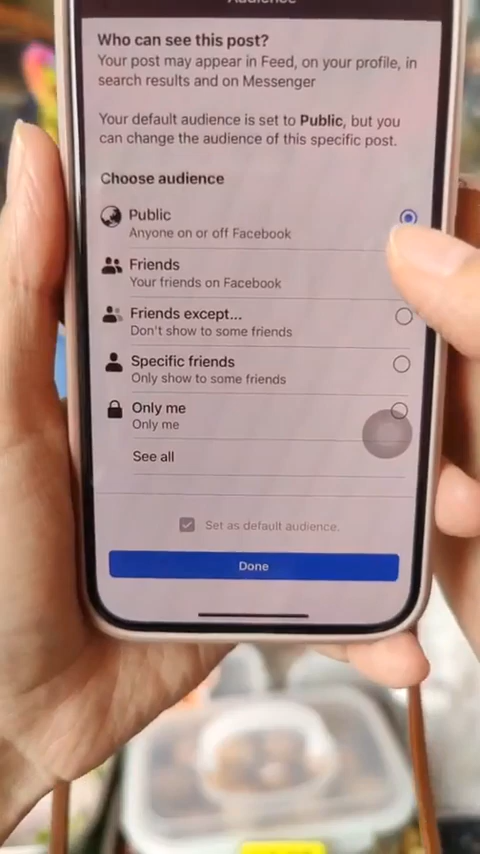 Audience
Who can see this post?
Your post may appear in Feed, on your profile, in
search results and on Messenger
Your default audience is set to Public, but you
can change the audience of this specific post.
Choose audience
Public
Anyone on or off Facebook
Friends
Your friends on Facebook
Friends except...
Don't show to some friends
Specific friends
Only show to some friends
Only me
Only me
See all
Set as default audience.
Done